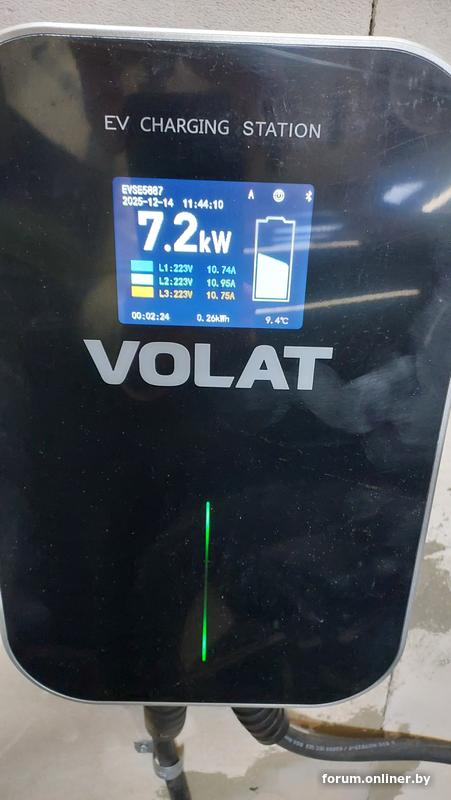 EV CHARGING STATION
EVSE5887 A
2025-12-14 11:44:10
7.2kW
L1:223V 10.74A
L2:223V 10.95A
L3:223V 10.75A
00:02:24 0.26kWh 9.4℃
VOLAT
forum.onliner.by